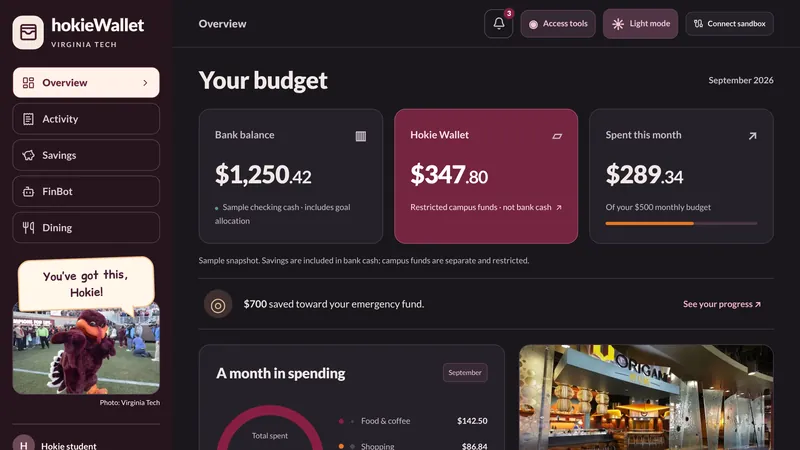 hokieWallet
VIRGINIA TECH
Overview
Activity
Savings
FinBot
Dining
You've got this,
Hokie!
Photo: Virginia Tech
H Hokie student
Overview
3
Access tools
Light mode
Connect sandbox
Your budget
September 2026
Bank balance
$1,250.42
Sample checking cash · includes goal
allocation
Hokie Wallet
$347.80
Restricted campus funds · not bank cash ↗
Spent this month
$289.34
Of your $500 monthly budget
Sample snapshot. Savings are included in bank cash; campus funds are separate and restricted.
$700 saved toward your emergency fund.
See your progress ↗
A month in spending
September
Total spent
Food & coffee $142.50
Shopping $86.84
ORIGAMI